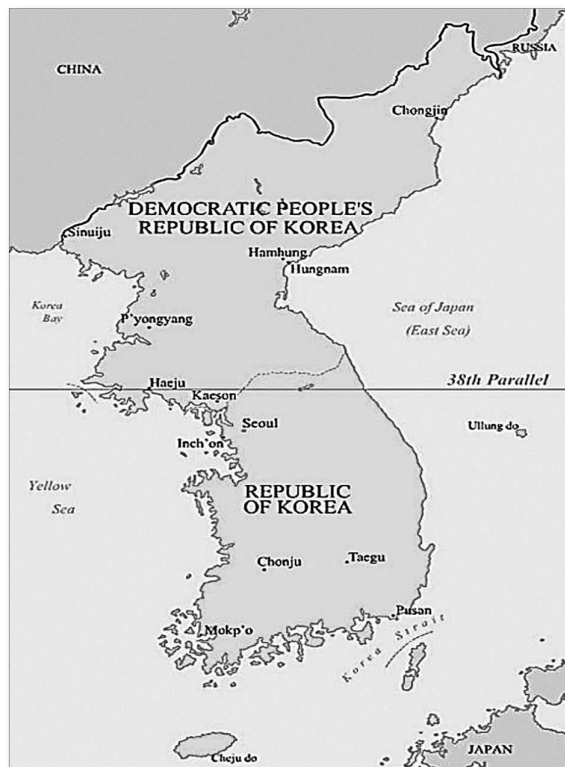 RUSSIA
CHINA
Chongjin
DEMOCRATIC PEOPLE'S
REPUBLIC OF KOREA
Sinuiju
Hamhung
Hungnam
Korea
Bay
P'yongyang
Sea of Japan
(East Sea)
38th Parallel
Haeju
Kaeson
Seoul
Ullung do
Inch'on
Yellow
Sea
REPUBLIC
OF KOREA
Chonju
Taegu
Pusan
Mokp'o
Korea Strait
JAPAN
Cheju do